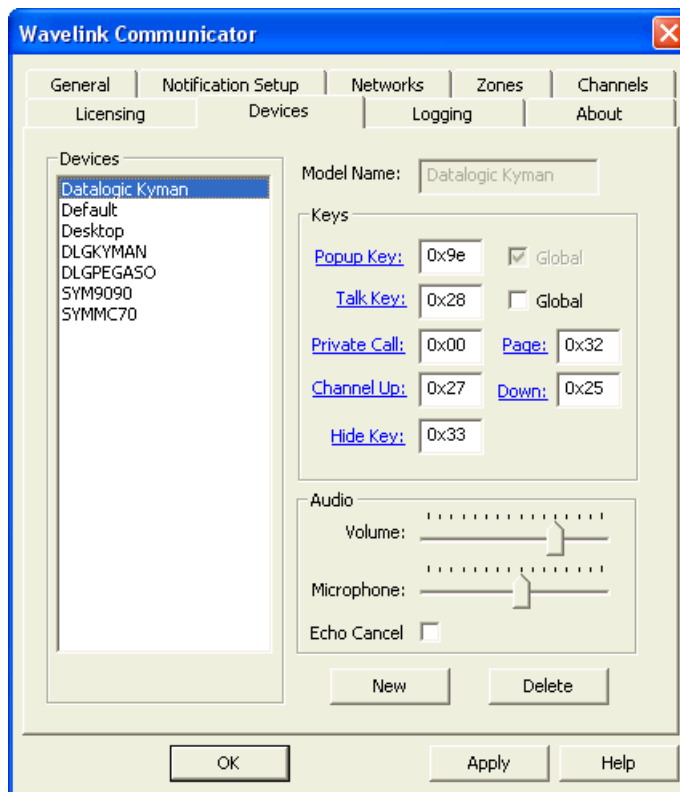 Wavelink Communicator
General Notification Setup Networks Zones Channels
Licensing Devices Logging About
Devices
Datalogic Kyman
Default
Desktop
DLGKYMAN
DLGPEGASO
SYM9090
SYMMC70
Model Name: Datalogic Kyman
Keys
Popup Key: 0x9e Global
Talk Key: 0x28 Global
Private Call: 0x00 Page: 0x32
Channel Up: 0x27 Down: 0x25
Hide Key: 0x33
Audio
Volume:
Microphone:
Echo Cancel
New Delete
OK Apply Help